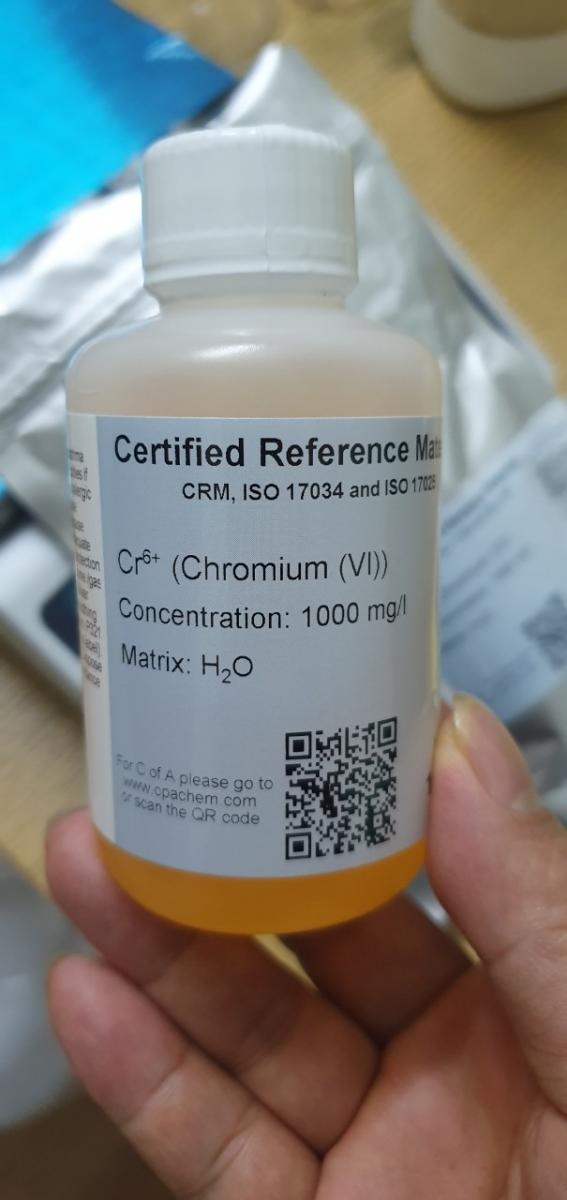 Certified Reference Mate
CRM, ISO 17034 and ISO 17025
Cr⁶⁺ (Chromium (VI))
Concentration: 1000 mg/l
Matrix: H₂O
For C of A please go to
www.cpachem.com
or scan the QR code